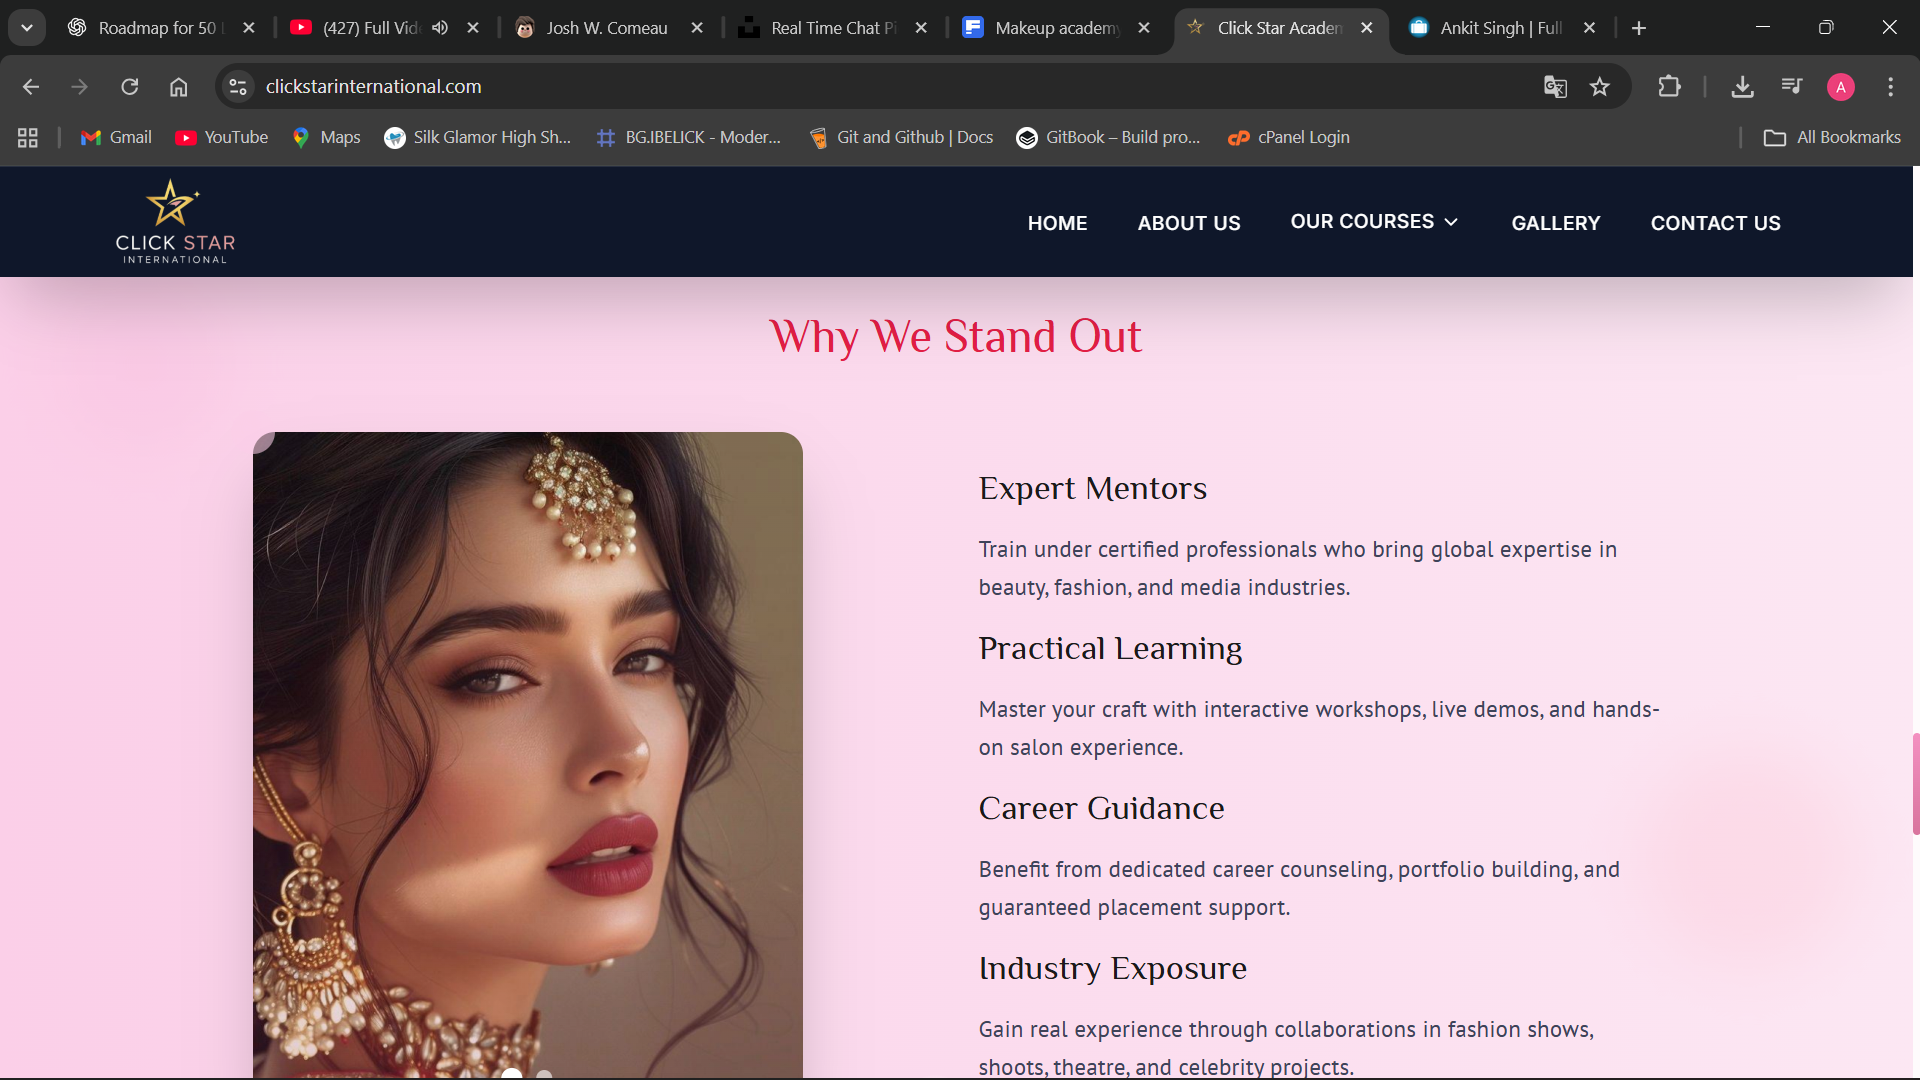 Roadmap for 50
(427) Full Vid
Josh W. Comeau
Real Time Chat Pi
Makeup academy
Click Star Academ
Ankit Singh | Full
clickstarinternational.com
A
Gmail
YouTube
Maps
Silk Glamor High Sh...
BG.IBELICK - Moder...
Git and Github | Docs
GitBook – Build pro...
cPanel Login
All Bookmarks
CLICK STAR
INTERNATIONAL
HOME
ABOUT US
OUR COURSES
GALLERY
CONTACT US
Why We Stand Out
Expert Mentors
Train under certified professionals who bring global expertise in
beauty, fashion, and media industries.
Practical Learning
Master your craft with interactive workshops, live demos, and hands-
on salon experience.
Career Guidance
Benefit from dedicated career counseling, portfolio building, and
guaranteed placement support.
Industry Exposure
Gain real experience through collaborations in fashion shows,
shoots, theatre, and celebrity projects.